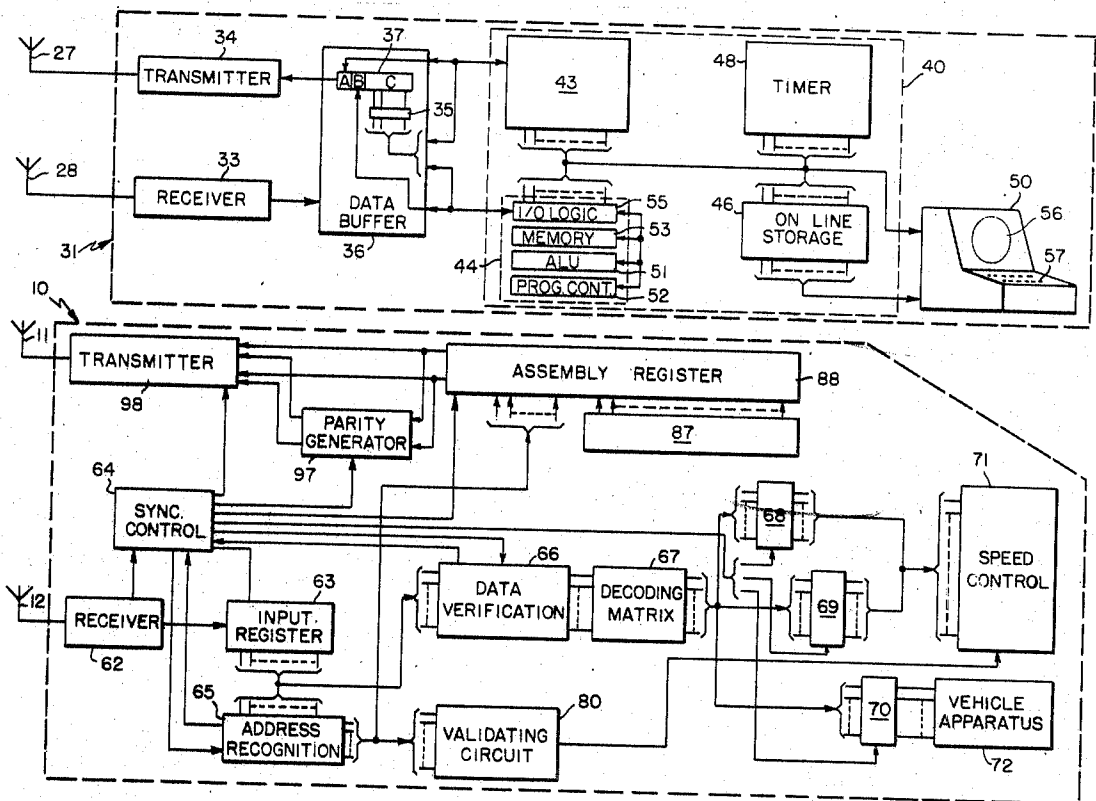 27
34
TRANSMITTER
37
A B C
35
28
33
RECEIVER
DATA
BUFFER
36
31
43
48
TIMER
40
I/O LOGIC
55
MEMORY
53
ALU
51
PROG. CONT.
52
44
46
ON LINE
STORAGE
50
56
57
10
11
TRANSMITTER
98
ASSEMBLY REGISTER
88
PARITY
GENERATOR
97
87
64
SYNC.
CONTROL
12
RECEIVER
62
63
INPUT
REGISTER
65
ADDRESS
RECOGNITION
66
DATA
VERIFICATION
67
DECODING
MATRIX
80
VALIDATING
CIRCUIT
68
69
70
71
SPEED
CONTROL
VEHICLE
APPARATUS
72